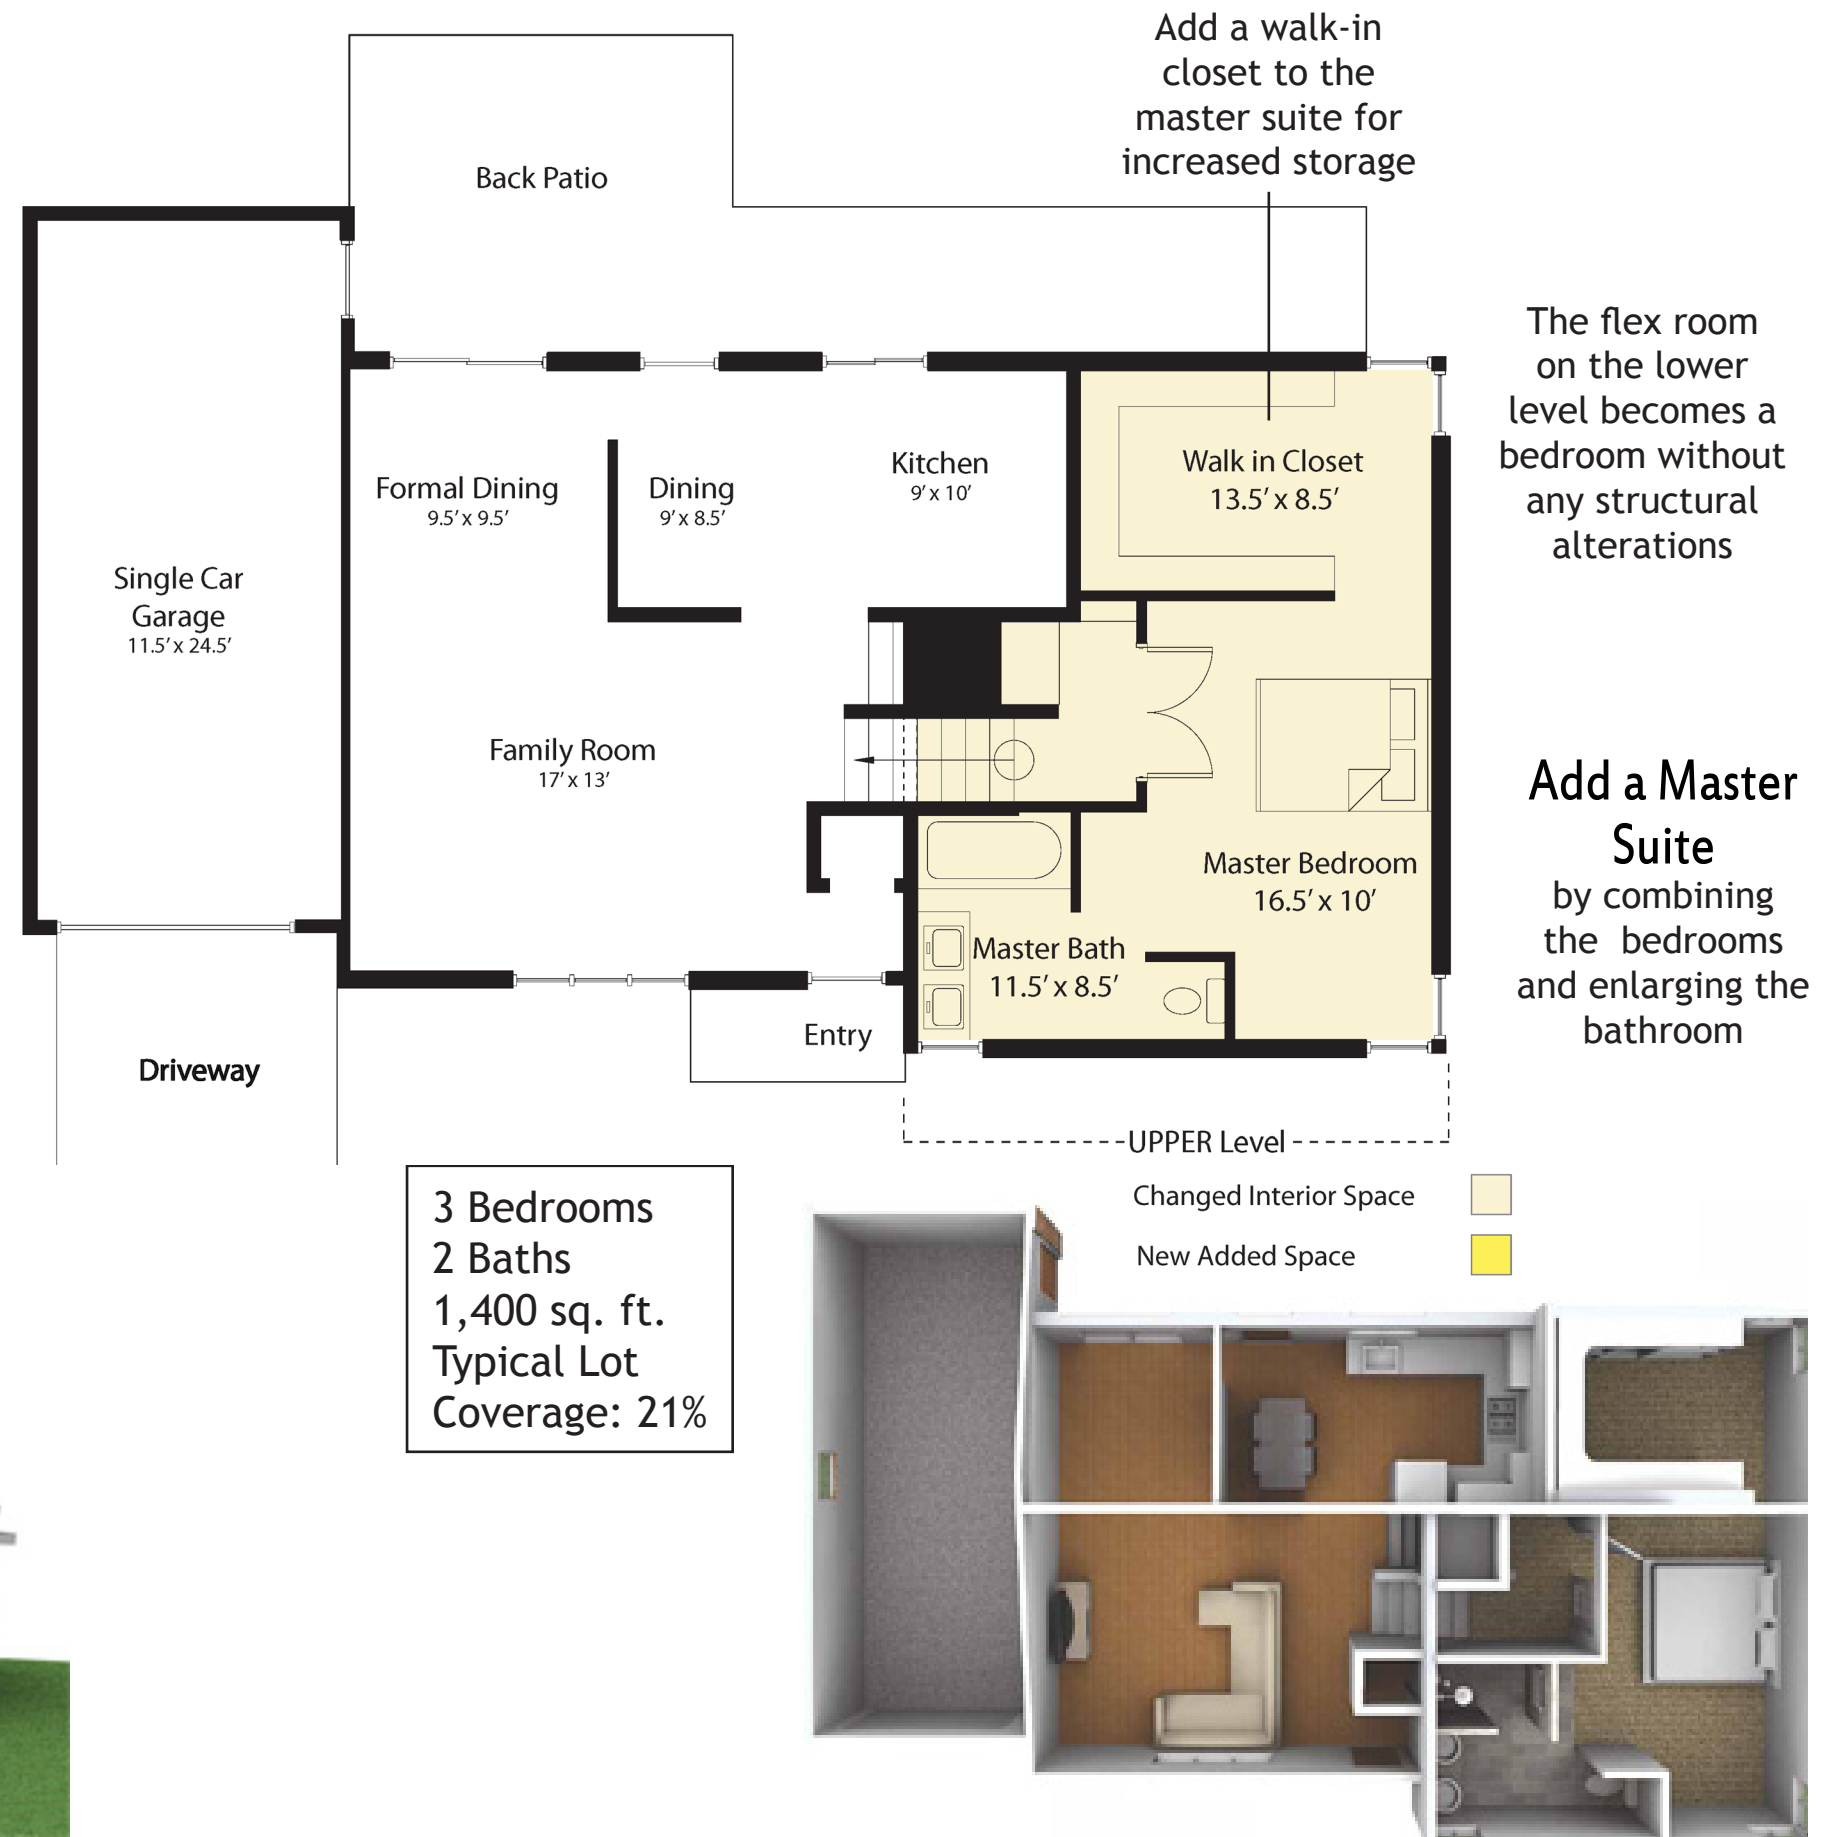 Add a walk-in
closet to the
master suite for
increased storage
Back Patio
The flex room
on the lower
level becomes a
bedroom without
any structural
alterations
Formal Dining
9.5’ x 9.5’
Dining
9’ x 8.5’
Kitchen
9’ x 10’
Walk in Closet
13.5’ x 8.5’
Single Car
Garage
11.5’ x 24.5’
Family Room
17’ x 13’
Add a Master
Suite
by combining
the bedrooms
and enlarging the
bathroom
Master Bedroom
16.5’ x 10’
Master Bath
11.5’ x 8.5’
Entry
Driveway
UPPER Level
Changed Interior Space
New Added Space
3 Bedrooms
2 Baths
1,400 sq. ft.
Typical Lot
Coverage: 21%